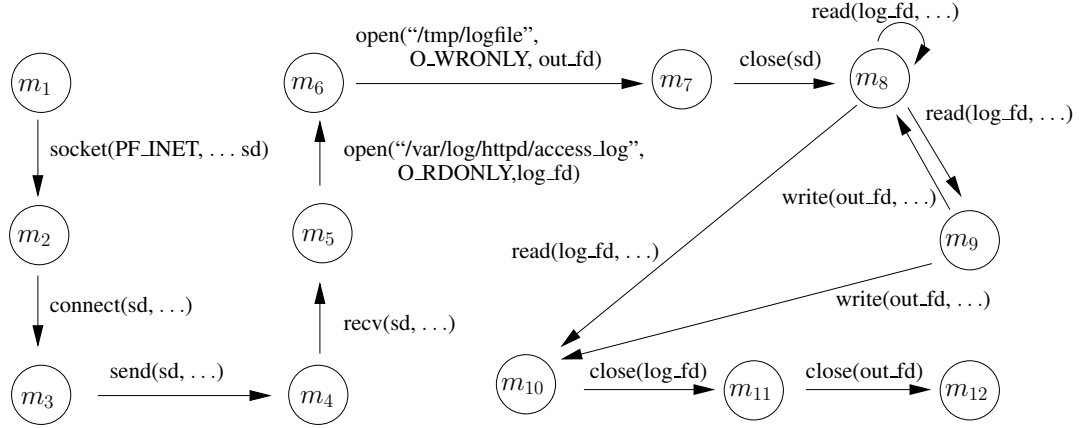 read(log_fd, . . .)
open(“/tmp/logfile”,
O_WRONLY, out_fd)
close(sd)
m1
m6
m7
m8
read(log_fd, . . .)
socket(PF_INET, . . . sd)
open(“/var/log/httpd/access_log”,
O_RDONLY,log_fd)
write(out_fd, . . .)
m2
m5
m9
read(log_fd, . . .)
connect(sd, . . .)
recv(sd, . . .)
write(out_fd, . . .)
send(sd, . . .)
close(log_fd)
close(out_fd)
m3
m4
m10
m11
m12